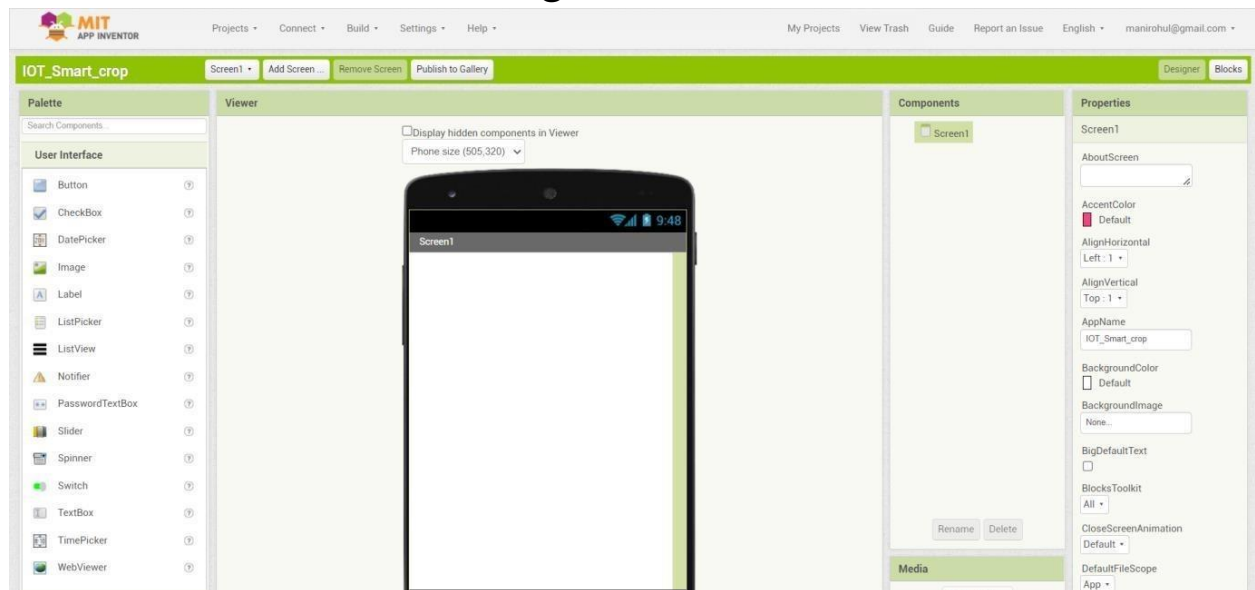 MIT
APP INVENTOR
Projects Connect Build Settings Help
My Projects View Trash Guide Report an Issue English manirohul@gmail.com
IOT_Smart_crop
Screen1 Add Screen ... Remove Screen Publish to Gallery
Designer Blocks
Palette
Search Components...
User Interface
Button
CheckBox
DatePicker
Image
Label
ListPicker
ListView
Notifier
PasswordTextBox
Slider
Spinner
Switch
TextBox
TimePicker
WebViewer
Viewer
Display hidden components in Viewer
Phone size (505,320)
9:48
Screen1
Components
Screen1
Rename Delete
Media
Properties
Screen1
AboutScreen
AccentColor
Default
AlignHorizontal
Left : 1
AlignVertical
Top : 1
AppName
IOT_Smart_crop
BackgroundColor
Default
BackgroundImage
None...
BigDefaultText
BlocksToolkit
All
CloseScreenAnimation
Default
DefaultFileScope
App